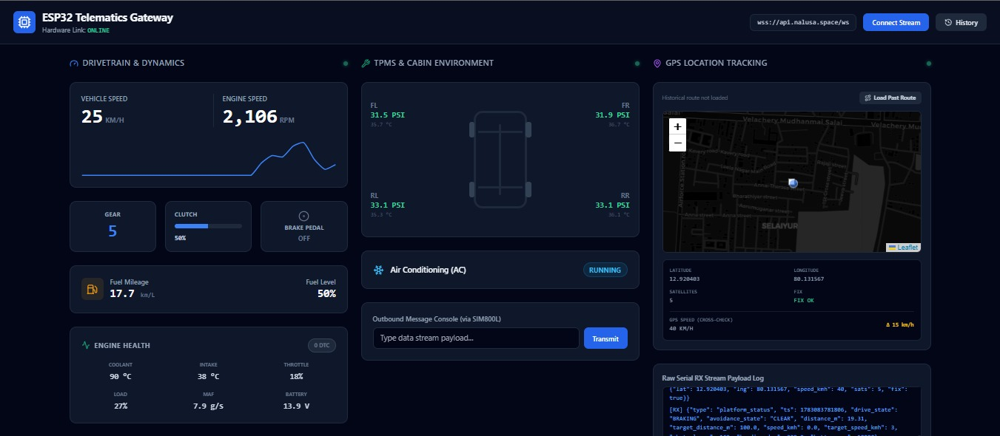 ESP32 Telematics Gateway
Hardware Link: ONLINE
wss://api.nalusa.space/ws
Connect Stream
History
DRIVETRAIN & DYNAMICS
VEHICLE SPEED
25 KM/H
ENGINE SPEED
2,106 RPM
GEAR
5
CLUTCH
50%
BRAKE PEDAL
OFF
Fuel Mileage
17.7 km/L
Fuel Level
50%
ENGINE HEALTH
0 DTC
COOLANT
90 °C
INTAKE
38 °C
THROTTLE
18%
LOAD
27%
MAF
7.9 g/s
BATTERY
13.9 V
TPMS & CABIN ENVIRONMENT
FL
31.5 PSI
35.7 °C
FR
31.9 PSI
36.7 °C
RL
33.1 PSI
35.3 °C
RR
33.1 PSI
36.1 °C
Air Conditioning (AC)
RUNNING
Outbound Message Console (via SIM800L)
Type data stream payload...
Transmit
GPS LOCATION TRACKING
Historical route not loaded
Load Past Route
+
−
Velachery Mudhanmai Salai
Velachery Mu
SELAIYUR
Leaflet
LATITUDE
12.920403
LONGITUDE
80.131567
SATELLITES
5
FIX
FIX OK
GPS SPEED (CROSS-CHECK)
40 KM/H
Δ 15 km/h
Raw Serial RX Stream Payload Log
{"lat": 12.920403, "lng": 80.131567, "speed_kmh": 40, "sats": 5, "fix":
true}}
[RX] {"type": "platform_status", "ts": 1783083781806, "drive_state":
"BRAKING", "avoidance_state": "CLEAR", "distance_m": 19.31,
"target_distance_m": 100.0, "speed_kmh": 0.0, "target_speed_kmh": 3,